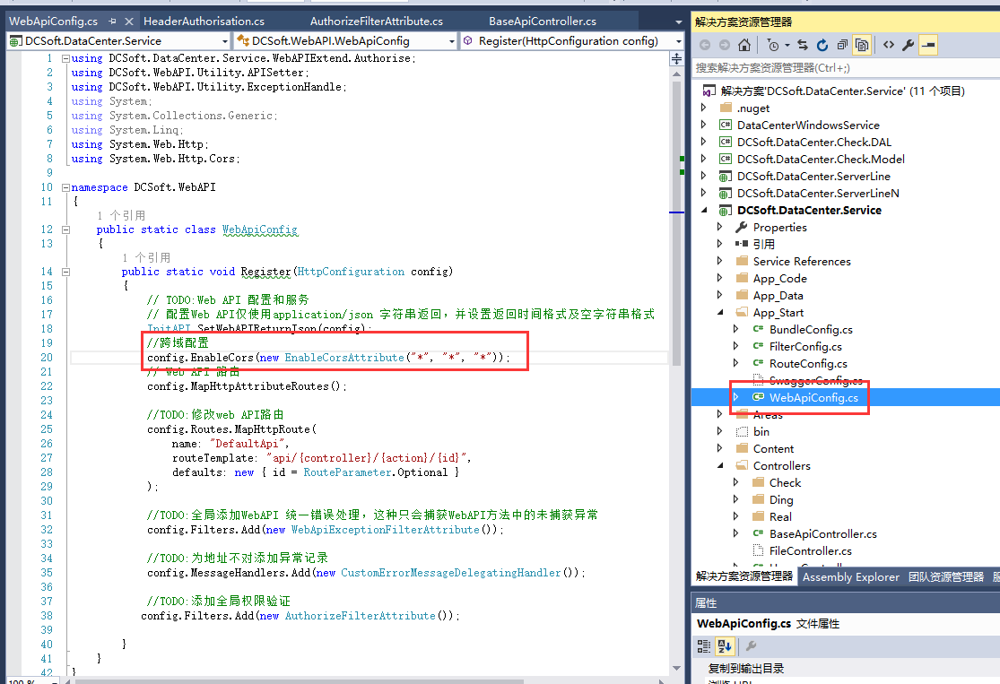 WebApiConfig.cs HeaderAuthorisation.cs AuthorizeFilterAttribute.cs BaseApiController.cs
DCSoft.DataCenter.Service DCSoft.WebAPI.WebApiConfig Register(HttpConfiguration config)
1 using DCSoft.DataCenter.Service.WebAPIExtend.Authorise;
2 using DCSoft.WebAPI.Utility.APISetter;
3 using DCSoft.WebAPI.Utility.ExceptionHandle;
4 using System;
5 using System.Collections.Generic;
6 using System.Linq;
7 using System.Web.Http;
8 using System.Web.Http.Cors;
9
10 namespace DCSoft.WebAPI
11 {
1 个引用
12 public static class WebApiConfig
13 {
1 个引用
14 public static void Register(HttpConfiguration config)
15 {
16 // TODO:Web API 配置和服务
17 // 配置Web API仅使用application/json 字符串返回，并设置返回时间格式及空字符串格式
18 InitAPI.SetWebAPIReturnJson(config);
19 //跨域配置
20 config.EnableCors(new EnableCorsAttribute("*", "*", "*"));
21 // Web API 路由
22 config.MapHttpAttributeRoutes();
23
24 //TODO:修改web API路由
25 config.Routes.MapHttpRoute(
26 name: "DefaultApi",
27 routeTemplate: "api/{controller}/{action}/{id}",
28 defaults: new { id = RouteParameter.Optional }
29 );
30
31 //TODO:全局添加WebAPI 统一错误处理，这种只会捕获WebAPI方法中的未捕获异常
32 config.Filters.Add(new WebApiExceptionFilterAttribute());
33
34 //TODO:为地址不对添加异常记录
35 config.MessageHandlers.Add(new CustomErrorMessageDelegatingHandler());
36
37 //TODO:添加全局权限验证
38 config.Filters.Add(new AuthorizeFilterAttribute());
39
40 }
41 }
42 }
100 %
解决方案资源管理器
搜索解决方案资源管理器(Ctrl+;)
解决方案'DCSoft.DataCenter.Service' (11 个项目)
.nuget
DataCenterWindowsService
DCSoft.DataCenter.Check.DAL
DCSoft.DataCenter.Check.Model
DCSoft.DataCenter.ServerLine
DCSoft.DataCenter.ServerLineN
DCSoft.DataCenter.Service
Properties
引用
Service References
App_Code
App_Data
App_Start
BundleConfig.cs
FilterConfig.cs
RouteConfig.cs
SwaggerConfig.cs
WebApiConfig.cs
Areas
bin
Content
Controllers
Check
Ding
Real
BaseApiController.cs
FileController.cs
解决方案资源管理器 Assembly Explorer 团队资源管理器
属性
WebApiConfig.cs 文件属性
复制到输出目录